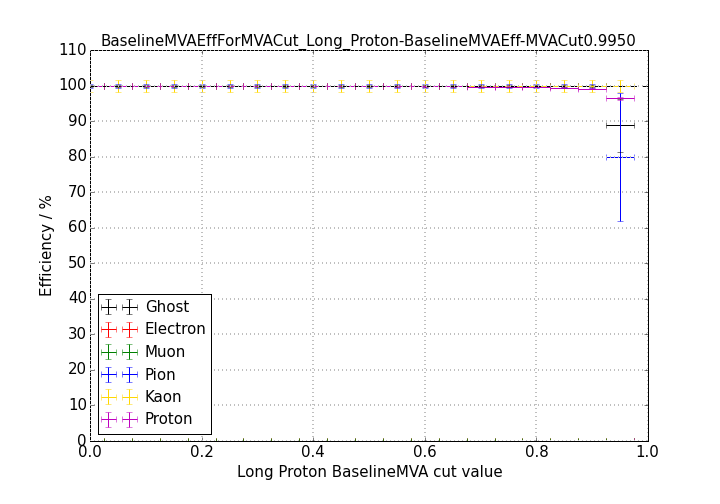 BaselineMVAEffForMVACut_Long_Proton-BaselineMVAEff-MVACut0.9950
110
100
90
80
70
60
50
40
30
20
10
0
Efficiency / %
Ghost
Electron
Muon
Pion
Kaon
Proton
0.0 0.2 0.4 0.6 0.8 1.0
Long Proton BaselineMVA cut value